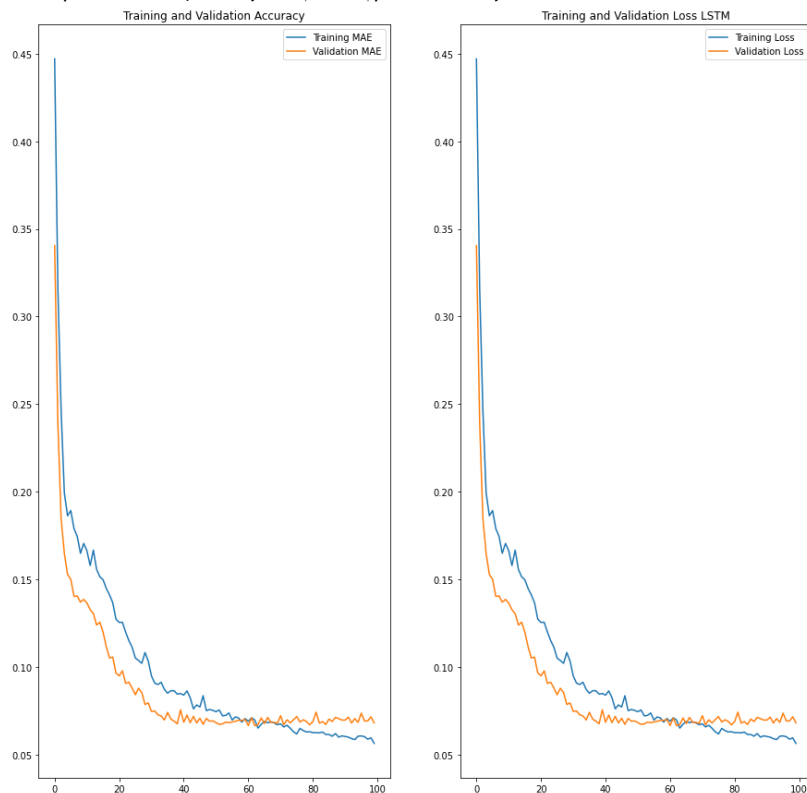 Training and Validation Accuracy
Training MAE
Validation MAE
0.45
0.40
0.35
0.30
0.25
0.20
0.15
0.10
0.05
0 20 40 60 80 100
Training and Validation Loss LSTM
Training Loss
Validation Loss
0.45
0.40
0.35
0.30
0.25
0.20
0.15
0.10
0.05
0 20 40 60 80 100